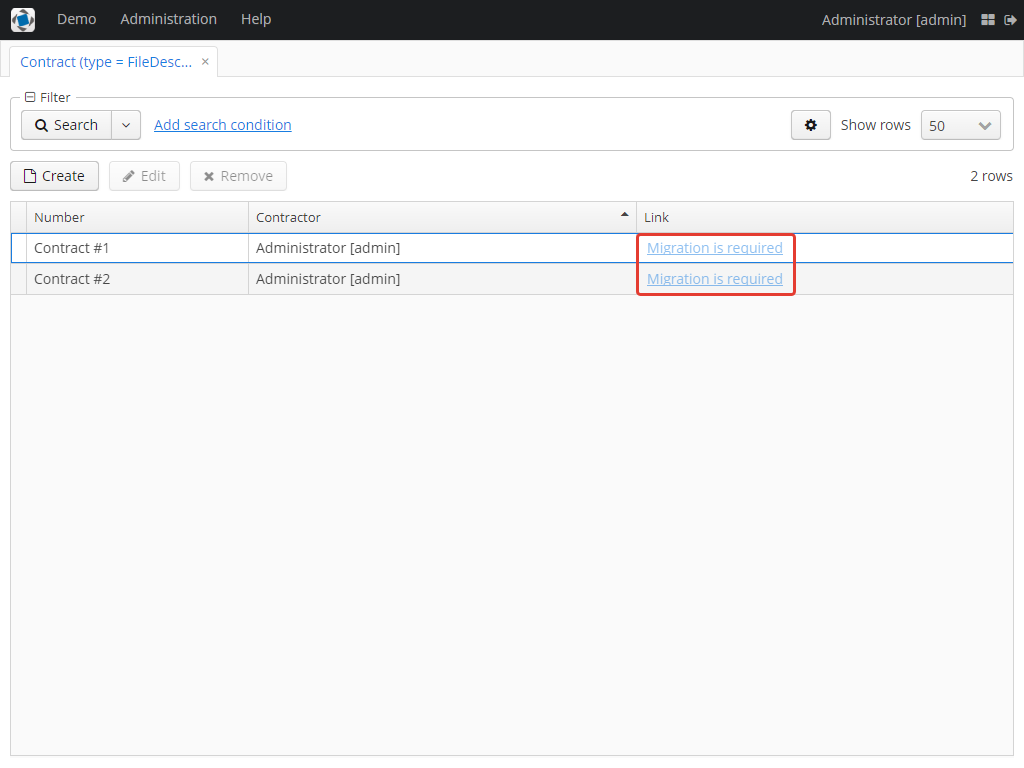 Demo Administration Help Administrator [admin]
Contract (type = FileDesc... ×
Filter
Search Add search condition Show rows 50
Create Edit Remove 2 rows
Number Contractor Link
Contract #1 Administrator [admin] Migration is required
Contract #2 Administrator [admin] Migration is required